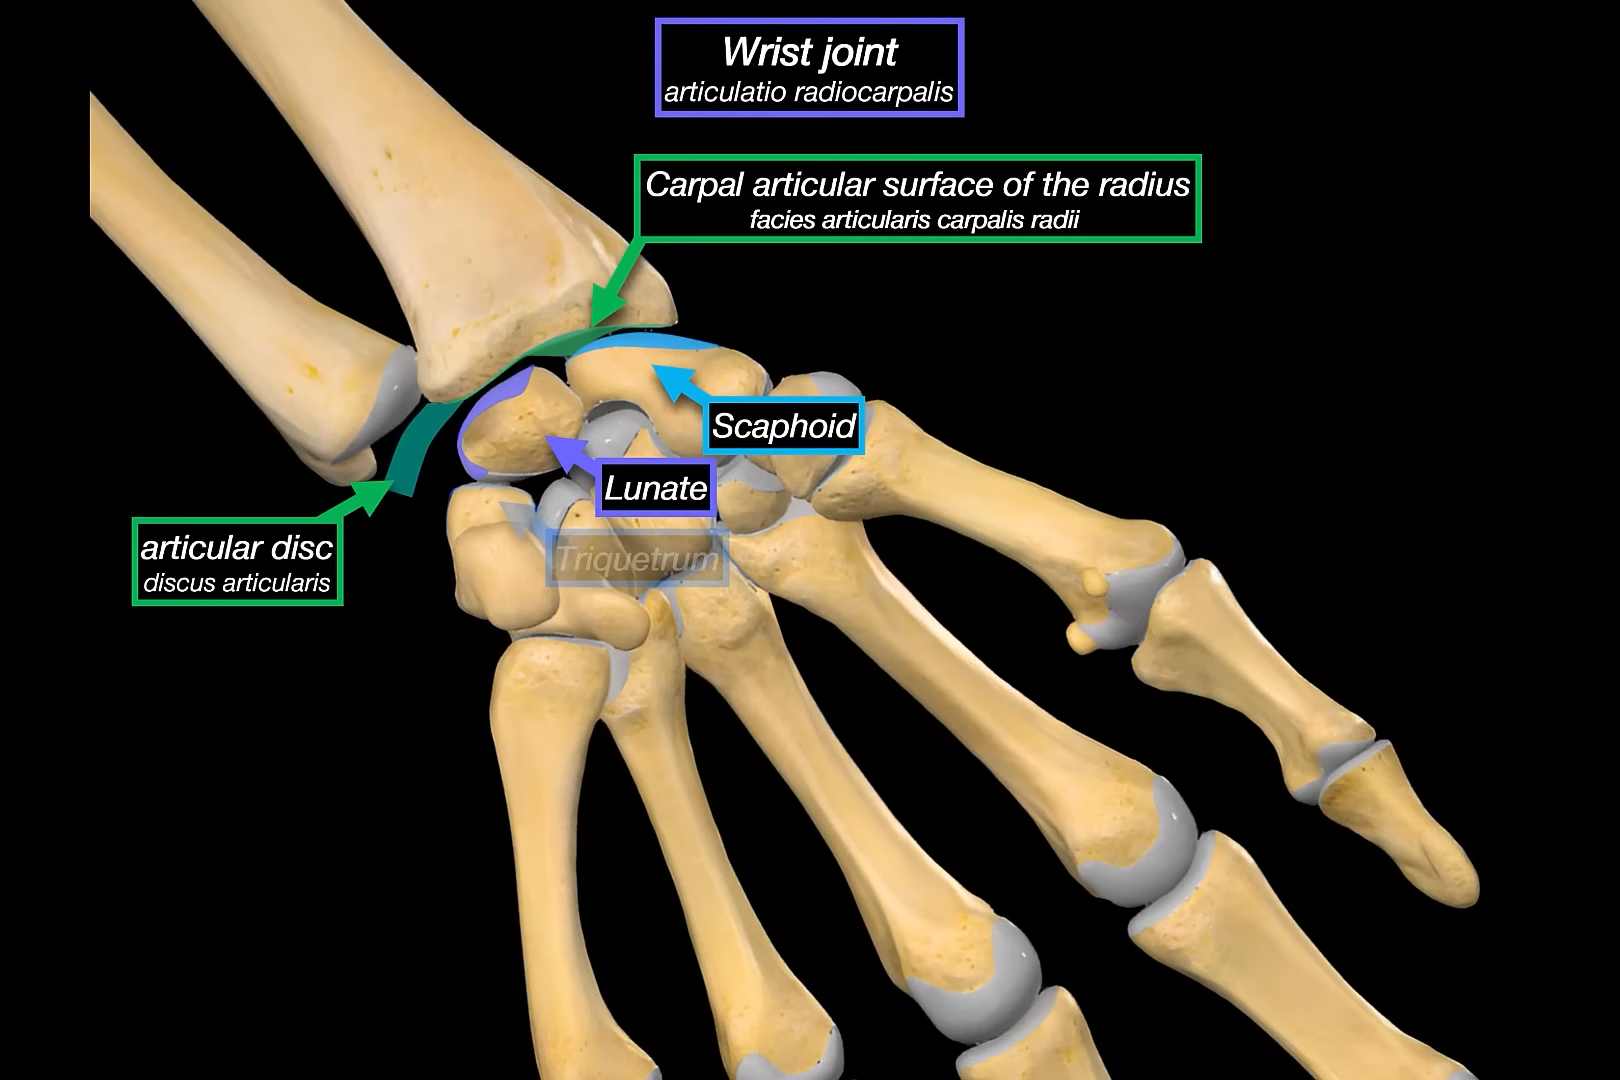 Wrist joint
articulatio radiocarpalis
Carpal articular surface of the radius
facies articularis carpalis radii
Scaphoid
Lunate
Triquetrum
articular disc
discus articularis